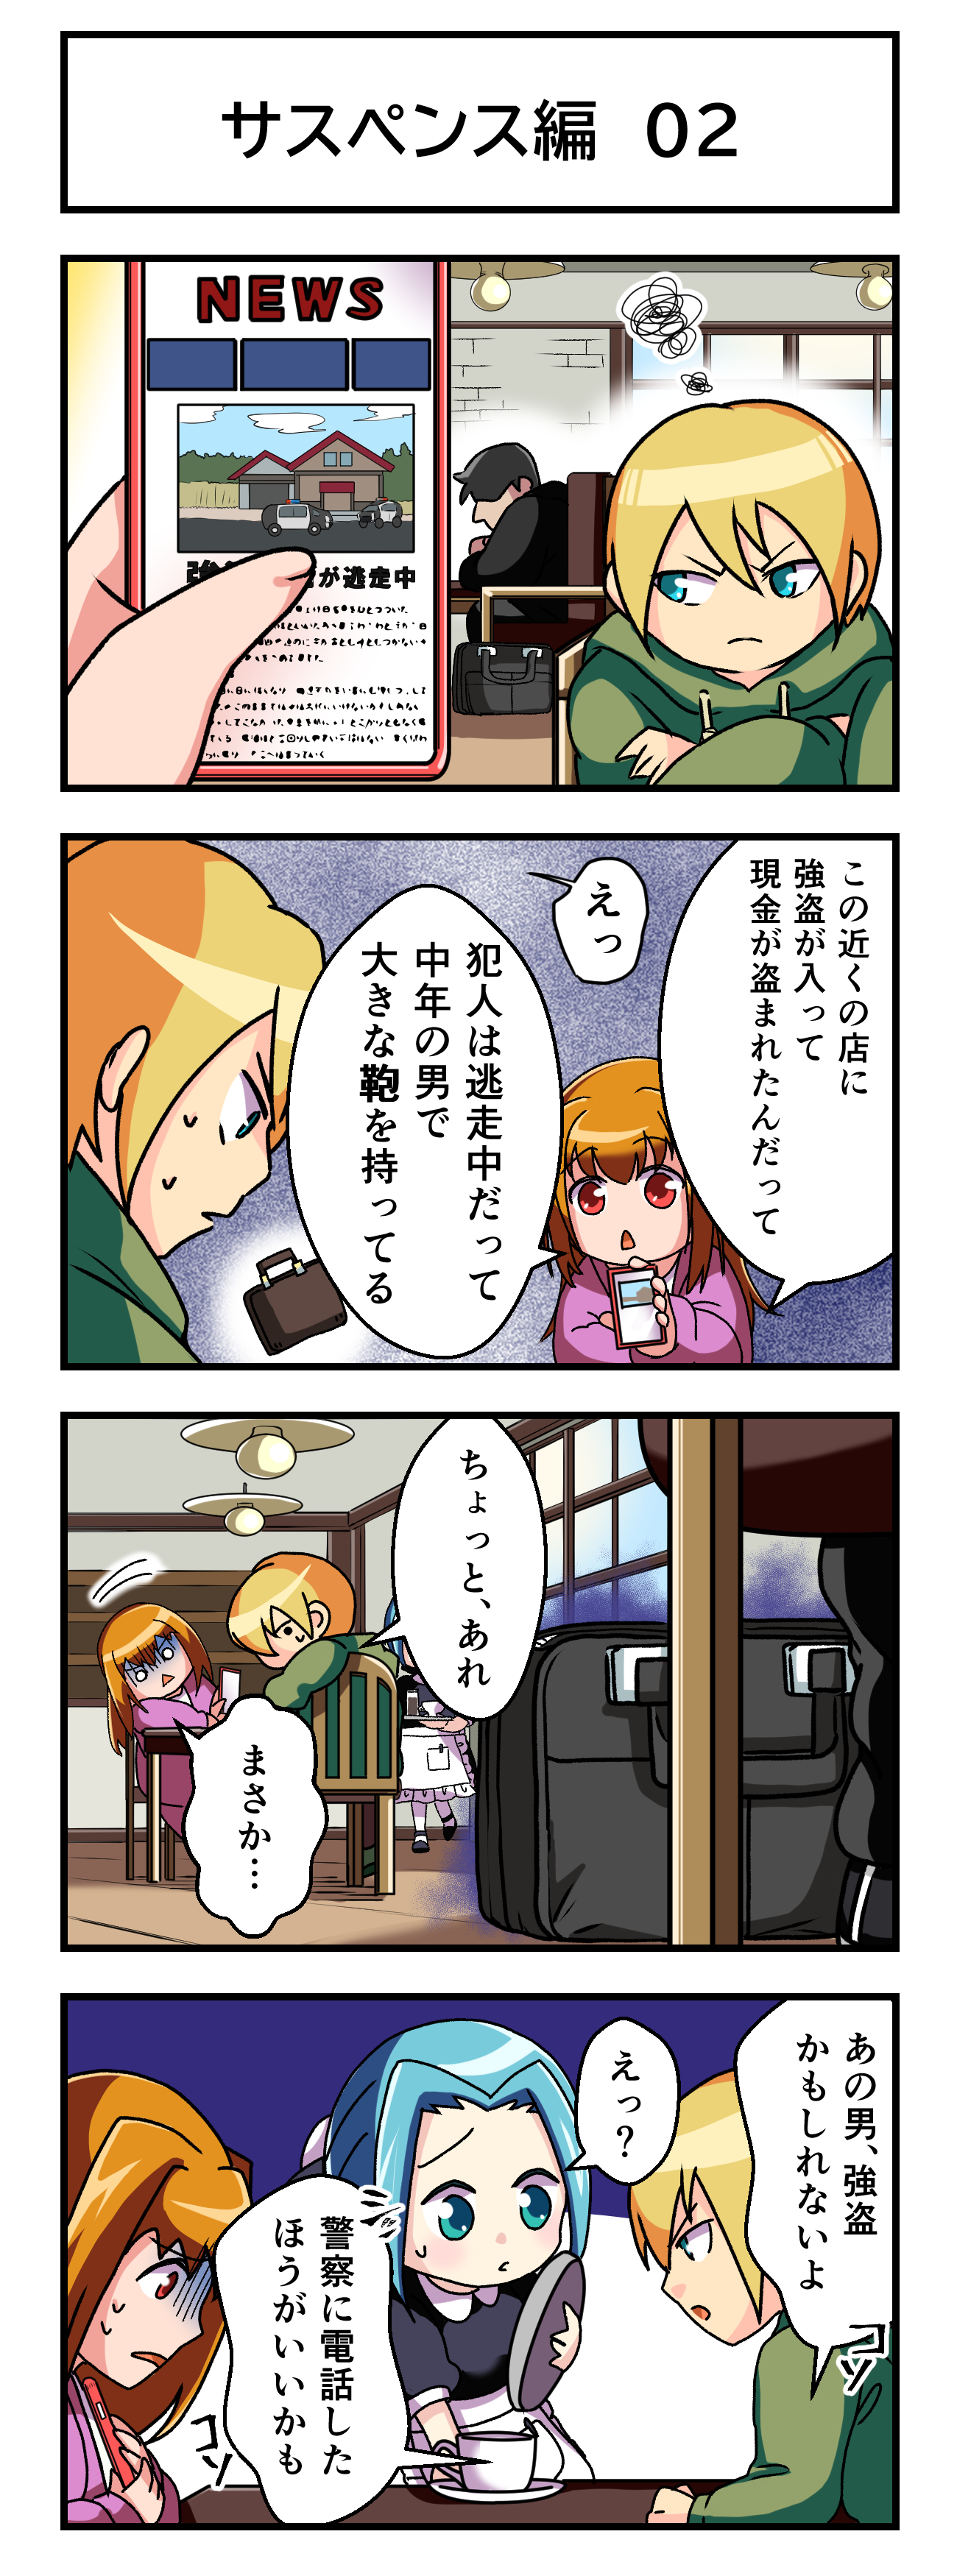 サスペンス編　02
NEWS
が逃走中
この近くの店に
強盗が入って
現金が盗まれたんだって
えっ
犯人は逃走中だって
中年の男で
大きな鞄を持ってる
ちょっと、あれ
まさか…
あの男、強盗
かもしれないよ
コソ
えっ？
警察に電話した
ほうがいいかも
コソ